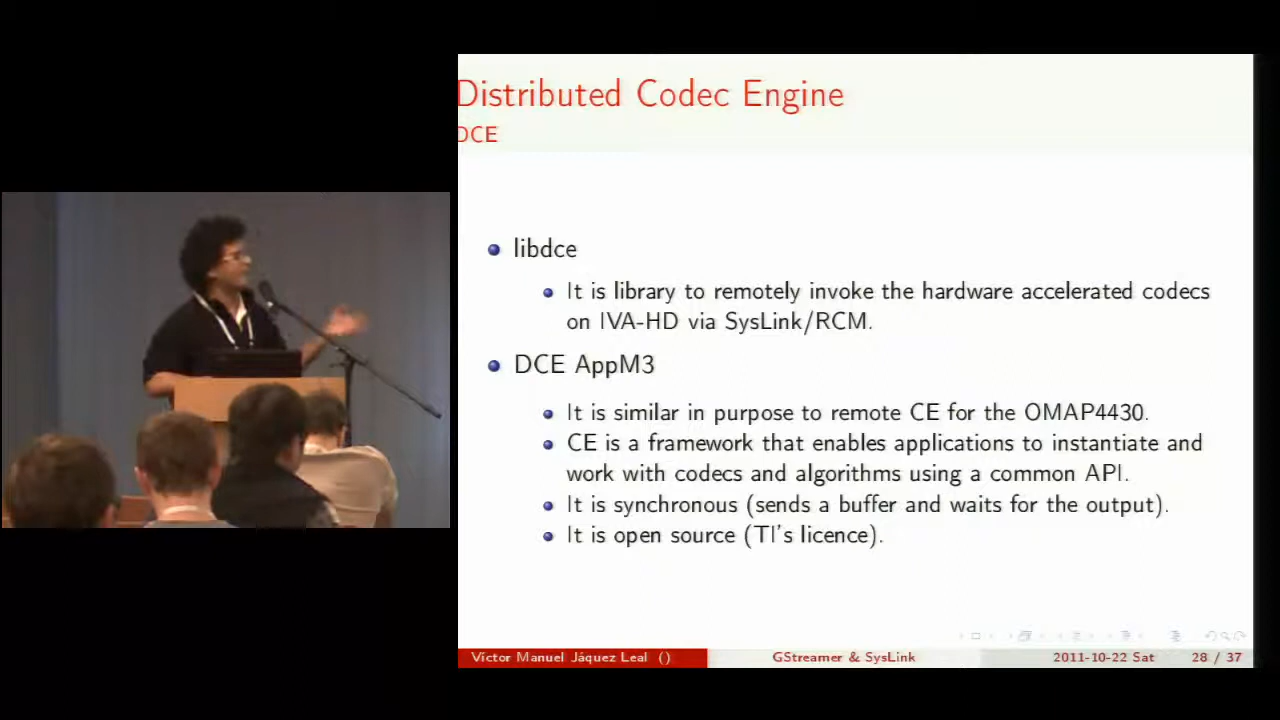 Distributed Codec Engine
DCE
libdce
It is library to remotely invoke the hardware accelerated codecs
on IVA-HD via SysLink/RCM.
DCE AppM3
It is similar in purpose to remote CE for the OMAP4430.
CE is a framework that enables applications to instantiate and
work with codecs and algorithms using a common API.
It is synchronous (sends a buffer and waits for the output).
It is open source (TI's licence).
Víctor Manuel Jáquez Leal () GStreamer & SysLink 2011-10-22 Sat 28 / 37